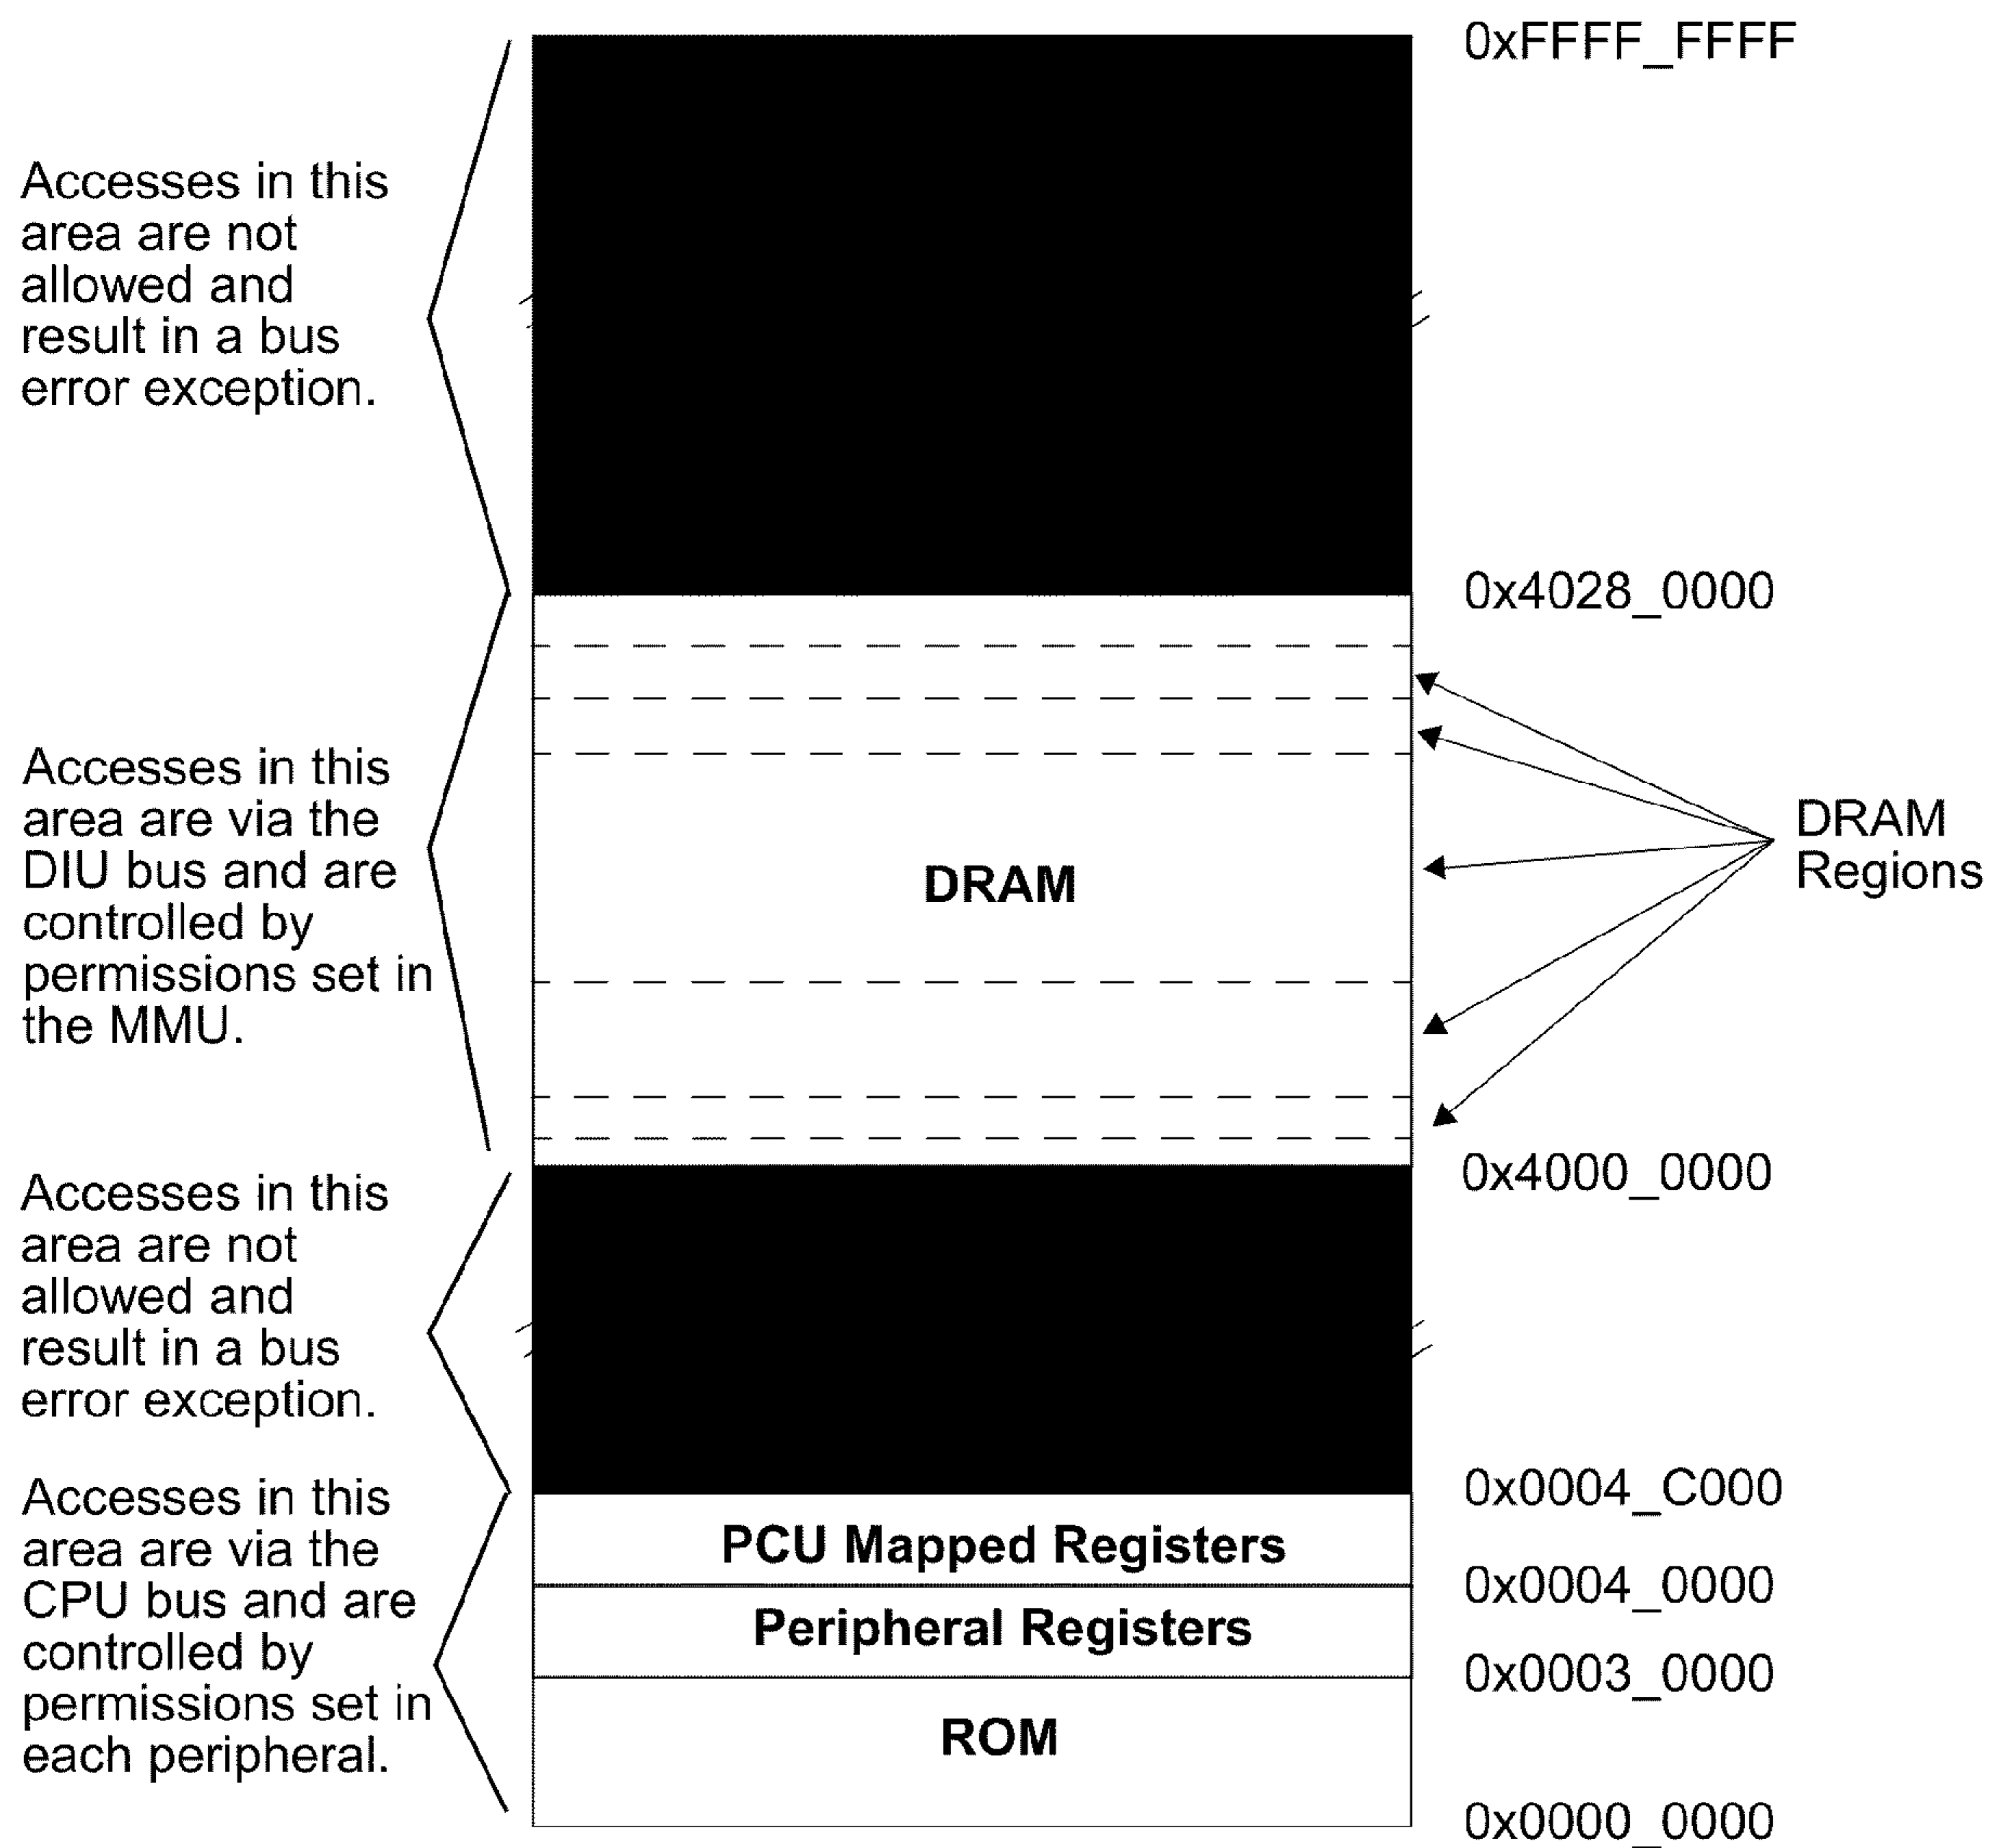 0xFFFF_FFFF
Accesses in this
area are not
allowed and
result in a bus
error exception.
0x4028_0000
Accesses in this
area are via the
DIU bus and are
controlled by
permissions set in
the MMU.
DRAM
DRAM
Regions
0x4000_0000
Accesses in this
area are not
allowed and
result in a bus
error exception.
0x0004_C000
Accesses in this
area are via the
CPU bus and are
controlled by
permissions set in
each peripheral.
PCU Mapped Registers
0x0004_0000
Peripheral Registers
0x0003_0000
ROM
0x0000_0000